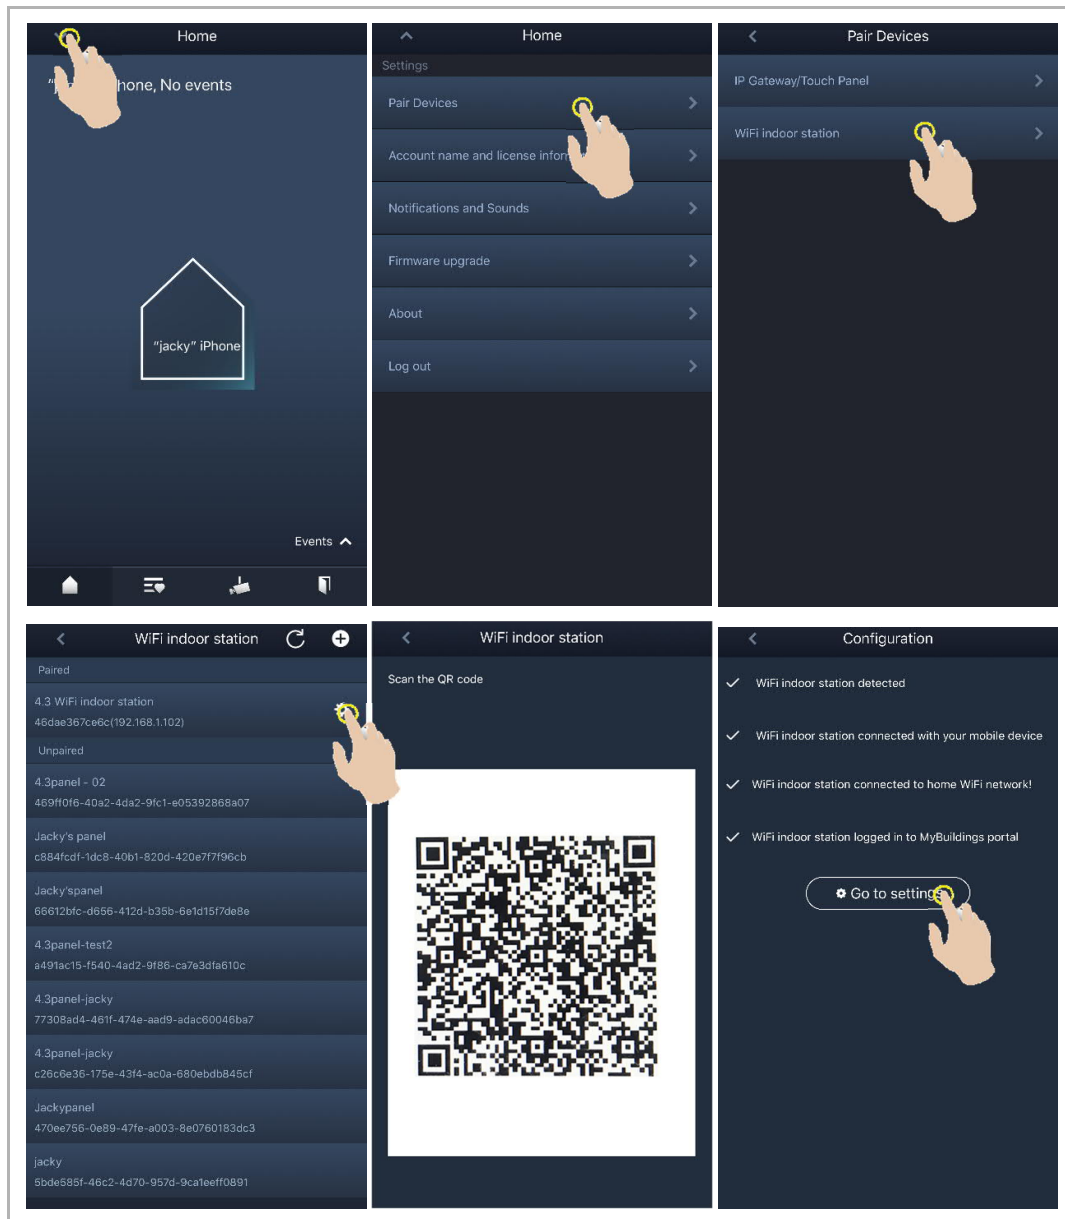 Home
"j
hone, No events
"jacky" iPhone
Events
Home
Settings
Pair Devices
Account name and license infor
Notifications and Sounds
Firmware upgrade
About
Log out
Pair Devices
IP Gateway/Touch Panel
WiFi indoor station
WiFi indoor station
Paired
4.3 WiFi indoor station
46dae367ce6c(192.168.1.102)
Unpaired
4.3panel - 02
469ff0f6-40a2-4da2-9fc1-e05392868a07
Jacky's panel
c884fcdf-1dc8-40b1-820d-420e7f7f96cb
Jacky'spanel
66612bfc-d656-412d-b35b-6e1d15f7de8e
4.3panel-test2
a491ac15-f540-4ad2-9f86-ca7e3dfa610c
4.3panel-jacky
77308ad4-461f-474e-aad9-adac60046ba7
4.3panel-jacky
c26c6e36-175e-43f4-ac0a-680ebdb845cf
Jackypanel
470ee756-0e89-47fe-a003-8e0760183dc3
jacky
5bde585f-46c2-4d70-957d-9ca1eeff0891
WiFi indoor station
Scan the QR code
Configuration
WiFi indoor station detected
WiFi indoor station connected with your mobile device
WiFi indoor station connected to home WiFi network!
WiFi indoor station logged in to MyBuildings portal
Go to settings